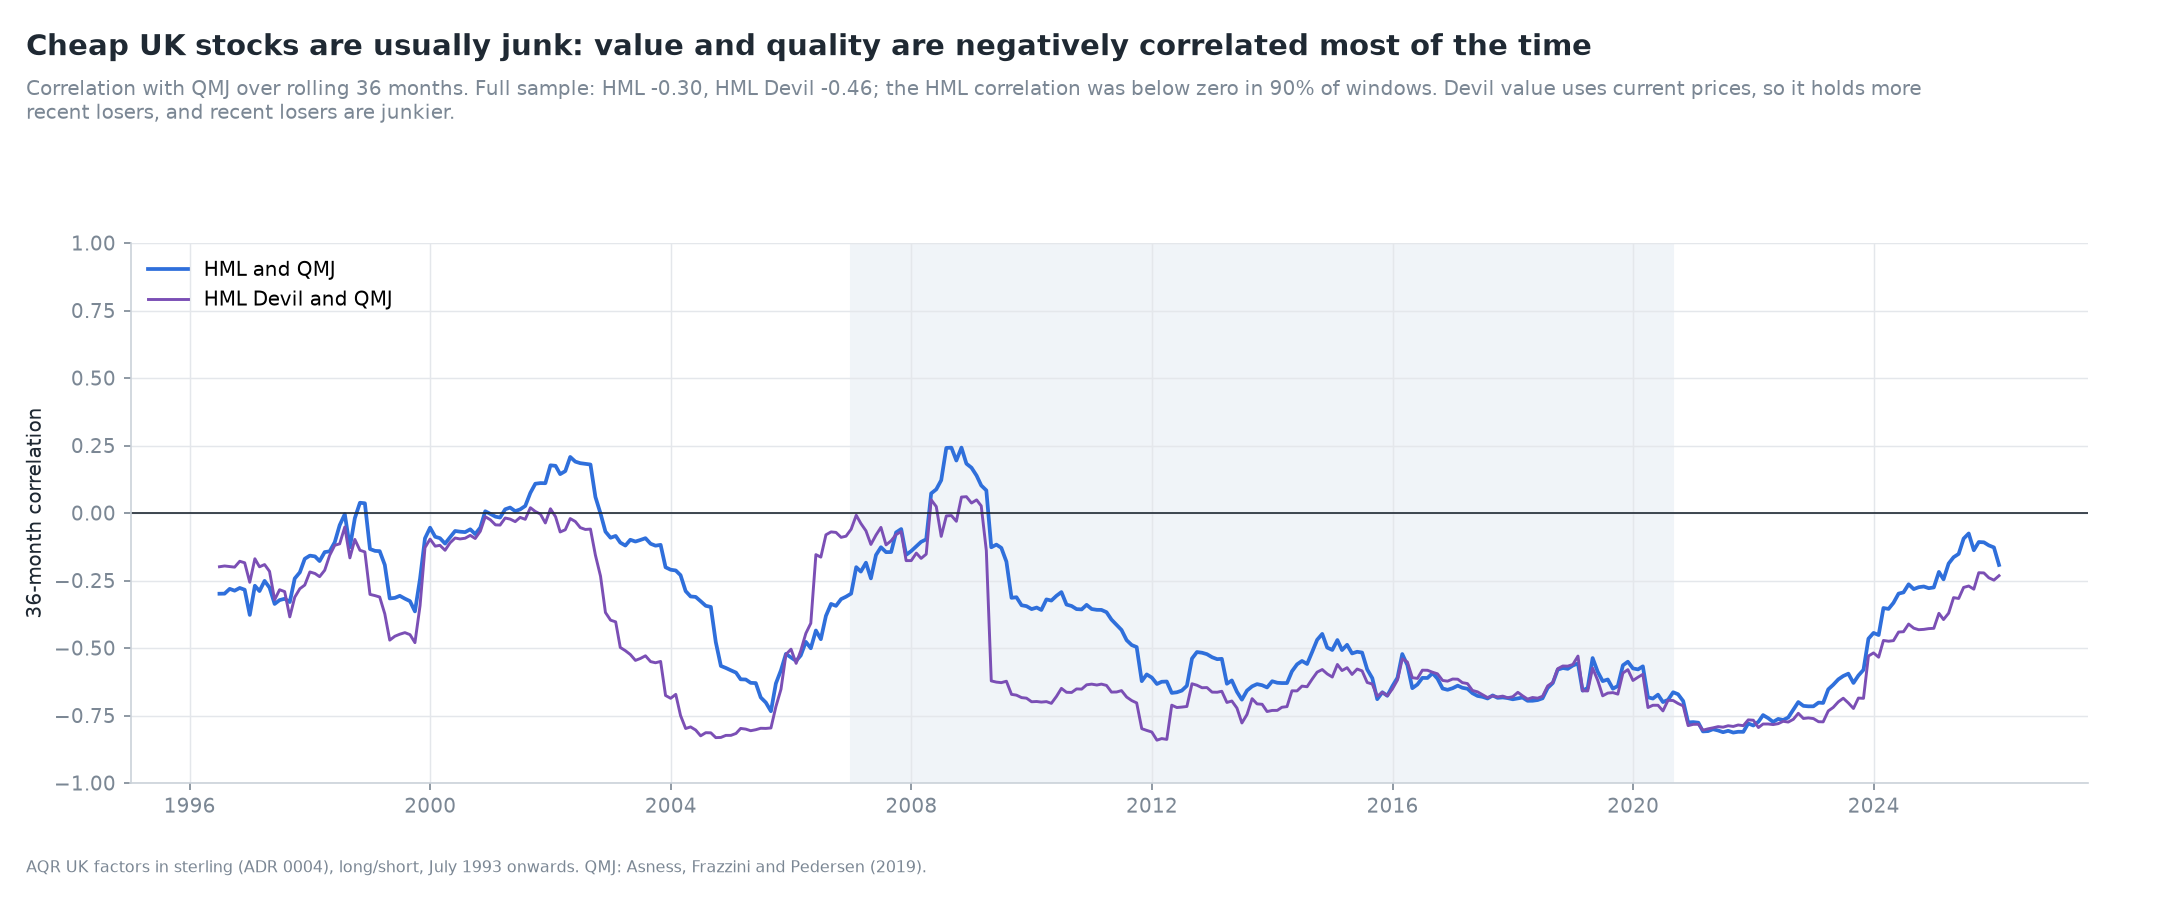 Cheap UK stocks are usually junk: value and quality are negatively correlated most of the time
Correlation with QMJ over rolling 36 months. Full sample: HML -0.30, HML Devil -0.46; the HML correlation was below zero in 90% of windows. Devil value uses current prices, so it holds more
recent losers, and recent losers are junkier.
HML and QMJ
HML Devil and QMJ
36-month correlation
1.00
0.75
0.50
0.25
0.00
−0.25
−0.50
−0.75
−1.00
1996 2000 2004 2008 2012 2016 2020 2024
AQR UK factors in sterling (ADR 0004), long/short, July 1993 onwards. QMJ: Asness, Frazzini and Pedersen (2019).